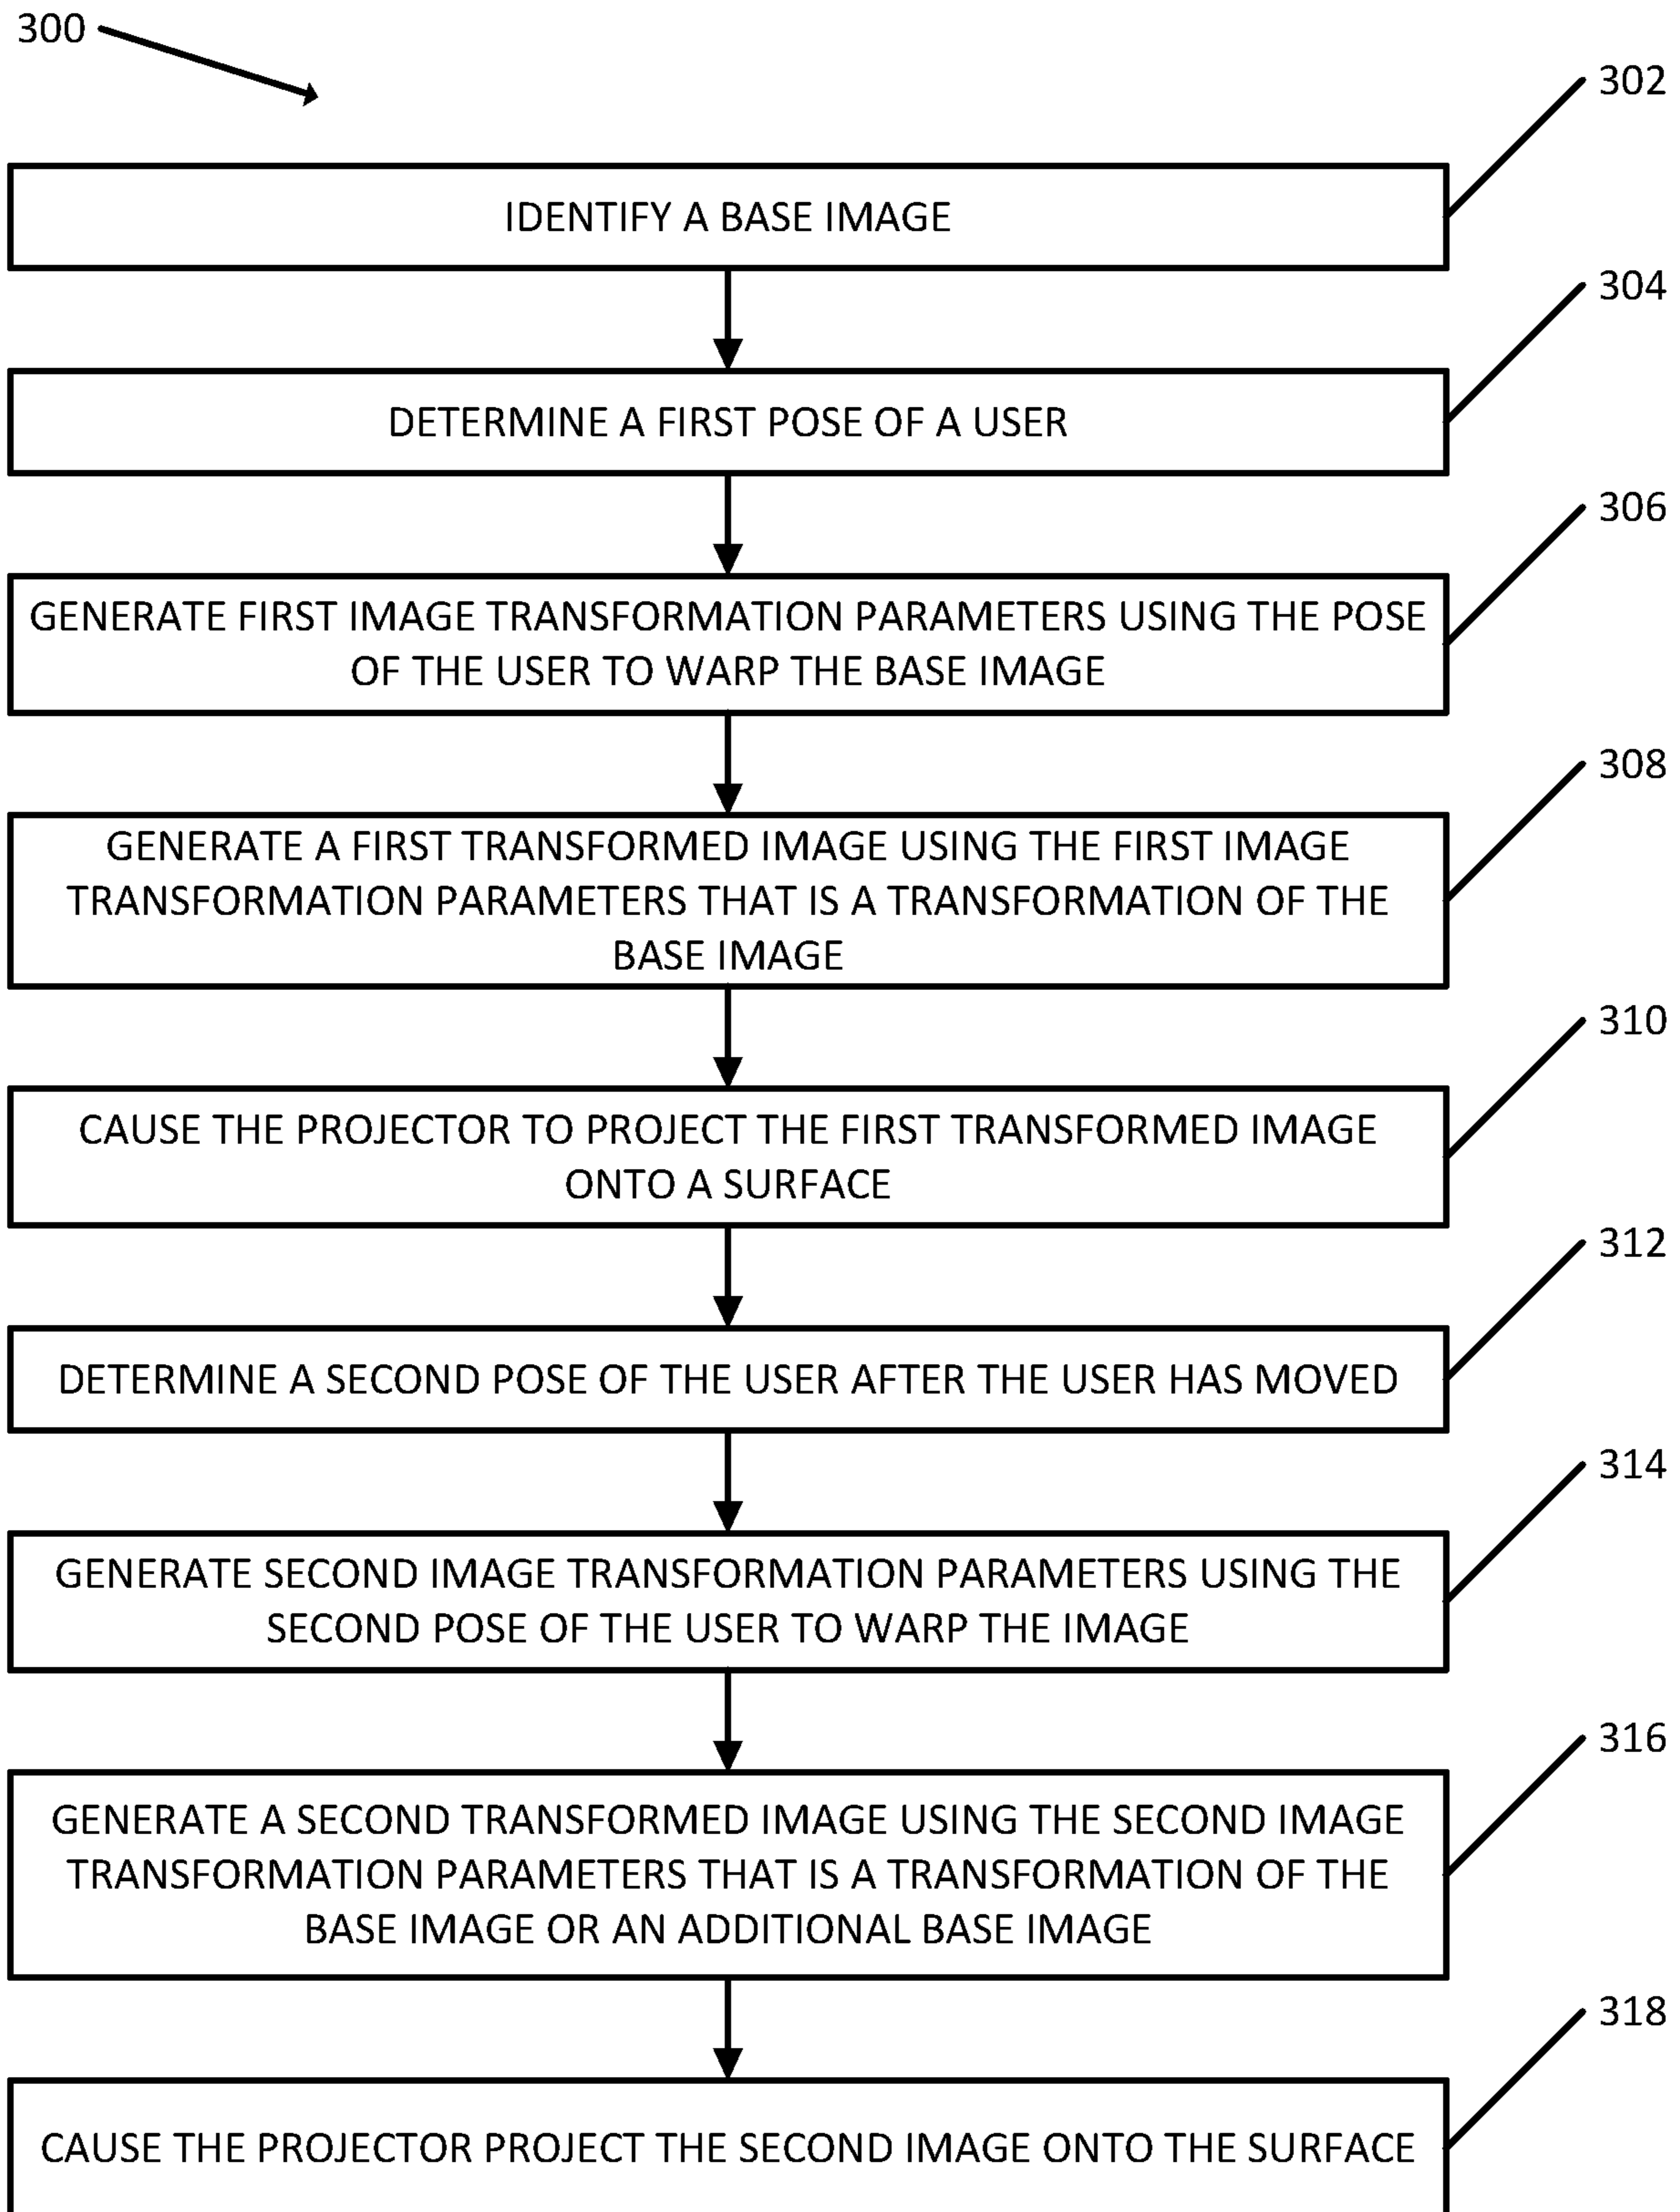 300
302
IDENTIFY A BASE IMAGE
304
DETERMINE A FIRST POSE OF A USER
306
GENERATE FIRST IMAGE TRANSFORMATION PARAMETERS USING THE POSE
OF THE USER TO WARP THE BASE IMAGE
308
GENERATE A FIRST TRANSFORMED IMAGE USING THE FIRST IMAGE
TRANSFORMATION PARAMETERS THAT IS A TRANSFORMATION OF THE
BASE IMAGE
310
CAUSE THE PROJECTOR TO PROJECT THE FIRST TRANSFORMED IMAGE
ONTO A SURFACE
312
DETERMINE A SECOND POSE OF THE USER AFTER THE USER HAS MOVED
314
GENERATE SECOND IMAGE TRANSFORMATION PARAMETERS USING THE
SECOND POSE OF THE USER TO WARP THE IMAGE
316
GENERATE A SECOND TRANSFORMED IMAGE USING THE SECOND IMAGE
TRANSFORMATION PARAMETERS THAT IS A TRANSFORMATION OF THE
BASE IMAGE OR AN ADDITIONAL BASE IMAGE
318
CAUSE THE PROJECTOR PROJECT THE SECOND IMAGE ONTO THE SURFACE